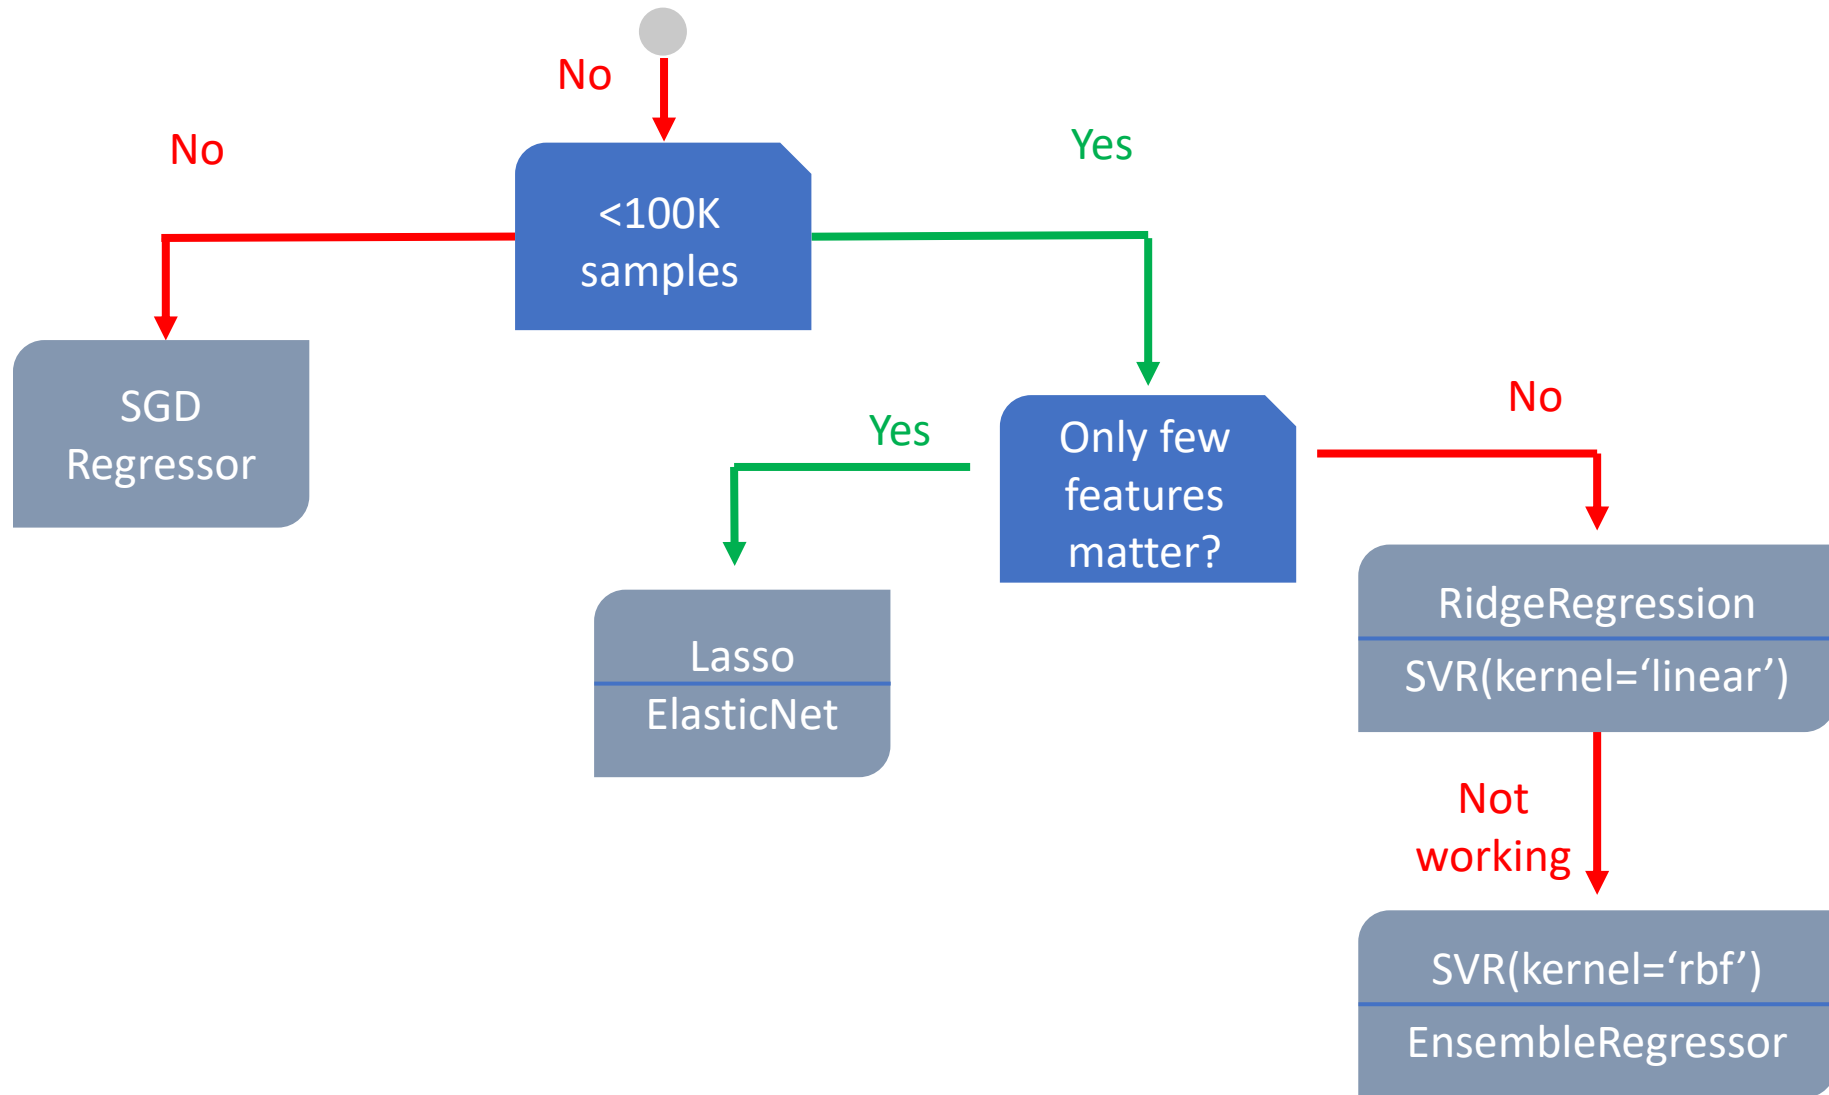 No
No
Yes
<100K
samples
SGD
Regressor
Yes
Only few
features
matter?
No
Lasso
ElasticNet
RidgeRegression
SVR(kernel=‘linear’)
Not
working
SVR(kernel=‘rbf’)
EnsembleRegressor